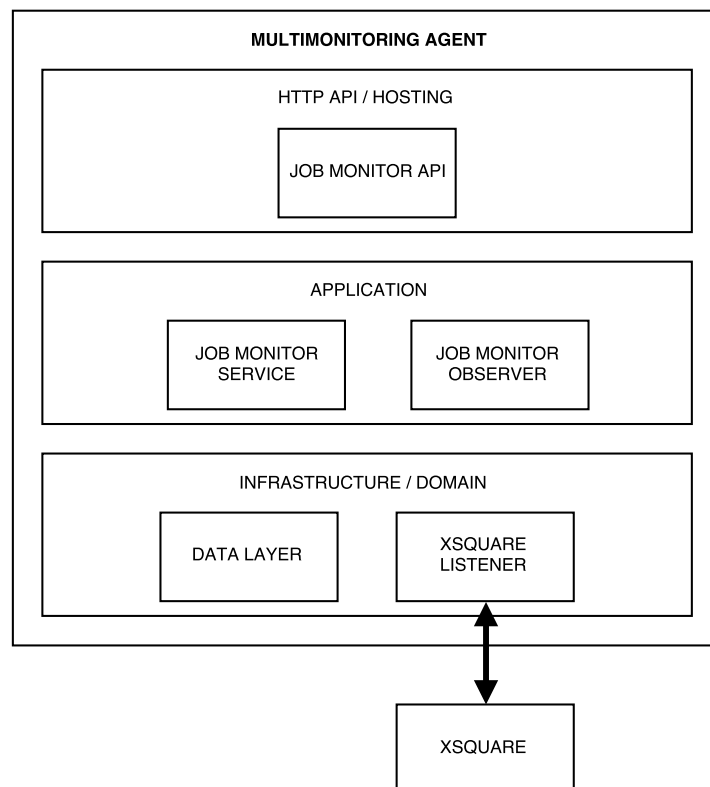 MULTIMONITORING AGENT
HTTP API / HOSTING
JOB MONITOR API
APPLICATION
JOB MONITOR
SERVICE
JOB MONITOR
OBSERVER
INFRASTRUCTURE / DOMAIN
DATA LAYER
XSQUARE
LISTENER
XSQUARE